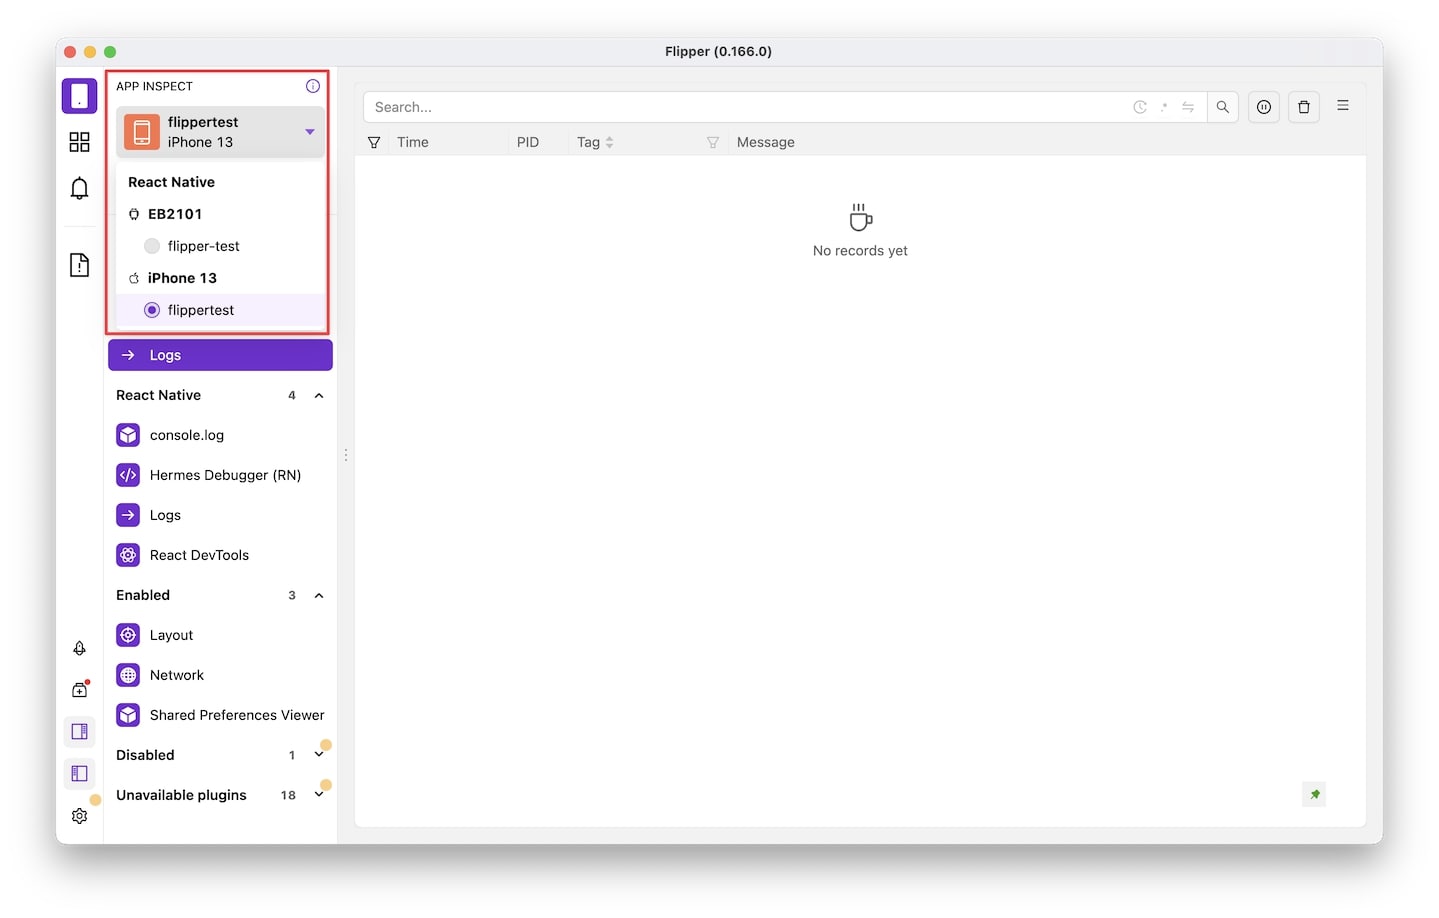 Flipper (0.166.0)
APP INSPECT
flippertest
iPhone 13
React Native
EB2101
flipper-test
iPhone 13
flippertest
Logs
React Native 4
console.log
Hermes Debugger (RN)
Logs
React DevTools
Enabled 3
Layout
Network
Shared Preferences Viewer
Disabled 1
Unavailable plugins 18
Search...
Time PID Tag Message
No records yet